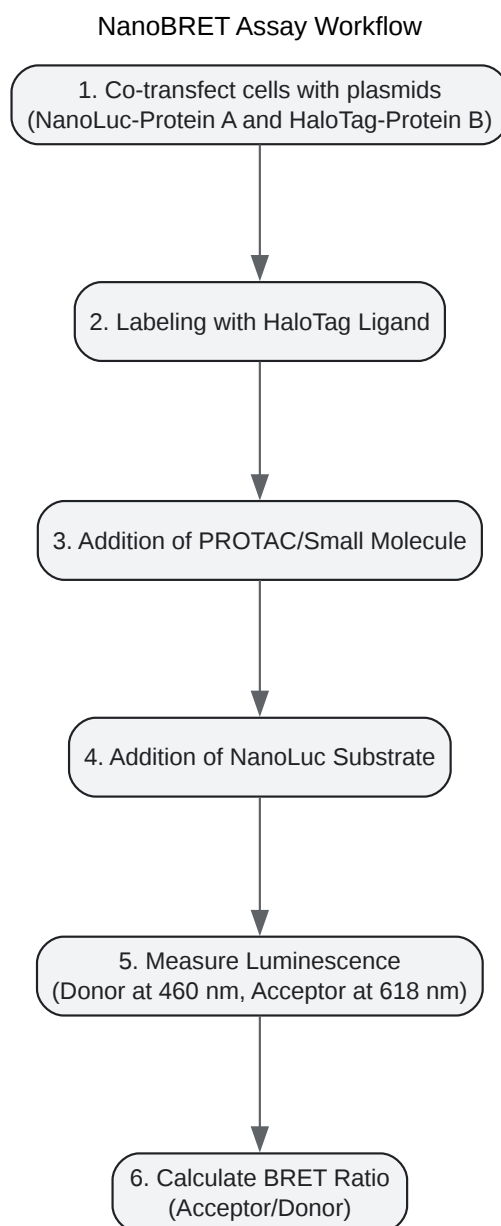 NanoBRET Assay Workflow
1. Co-transfect cells with plasmids
(NanoLuc-Protein A and HaloTag-Protein B)
2. Labeling with HaloTag Ligand
3. Addition of PROTAC/Small Molecule
4. Addition of NanoLuc Substrate
5. Measure Luminescence
(Donor at 460 nm, Acceptor at 618 nm)
6. Calculate BRET Ratio
(Acceptor/Donor)